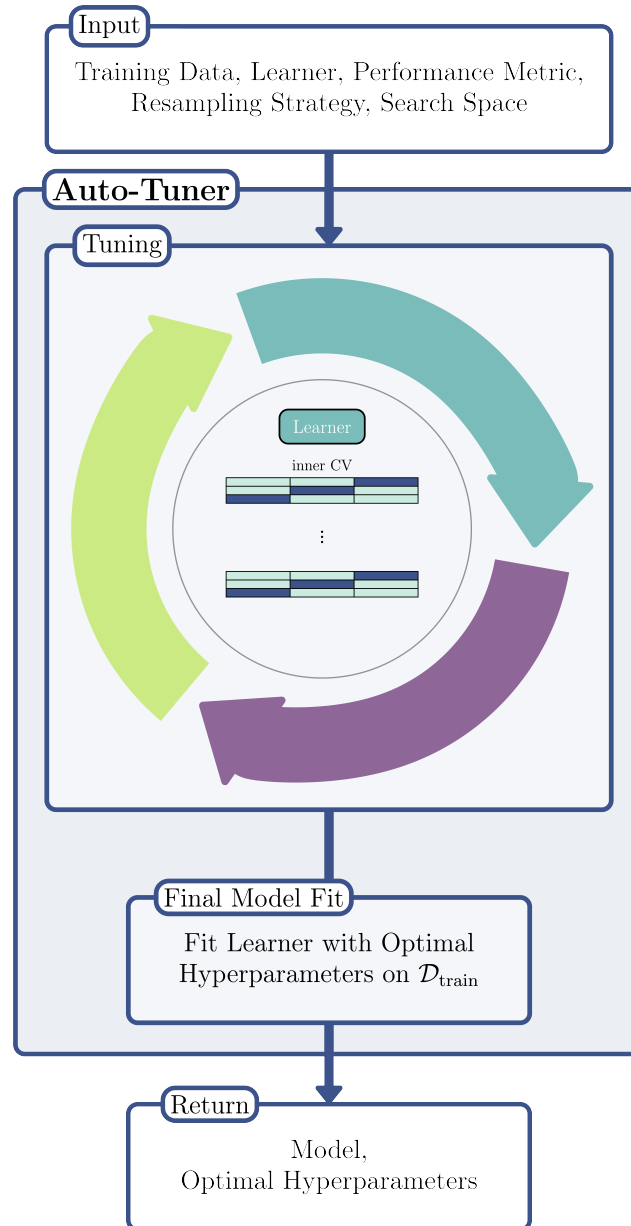 Input
Training Data, Learner, Performance Metric,
Resampling Strategy, Search Space
Auto-Tuner
Tuning
Learner
inner CV
⋮
Final Model Fit
Fit Learner with Optimal
Hyperparameters on 𝒟train
Return
Model,
Optimal Hyperparameters